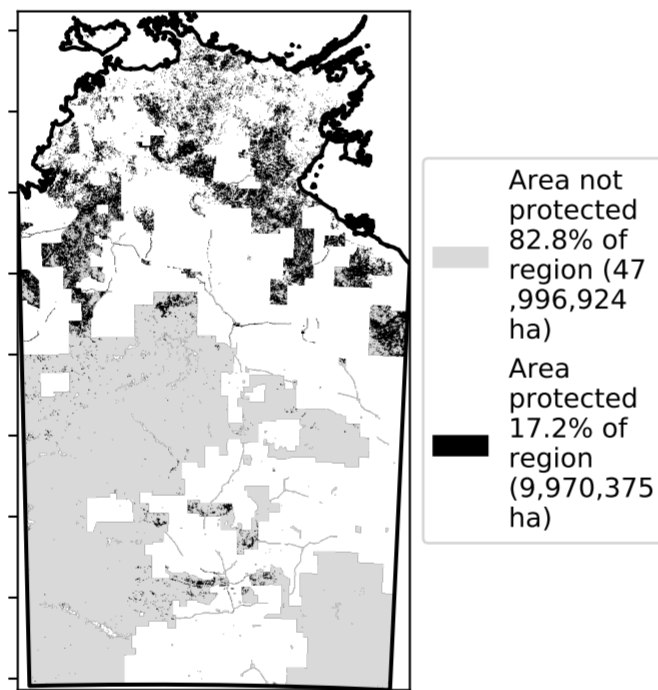 Area not
protected
82.8% of
region (47
,996,924
ha)
Area
protected
17.2% of
region
(9,970,375
ha)